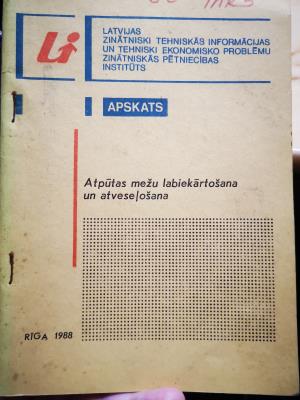 LATVIJAS
ZINĀTNISKI TEHNISKĀS INFORMĀCIJAS
UN TEHNISKI EKONOMISKO PROBLĒMU
ZINĀTNISKĀS PĒTNIECĪBAS
INSTITŪTS
APSKATS
Atpūtas mežu labiekārtošana
un atveseļošana
RĪGA 1988